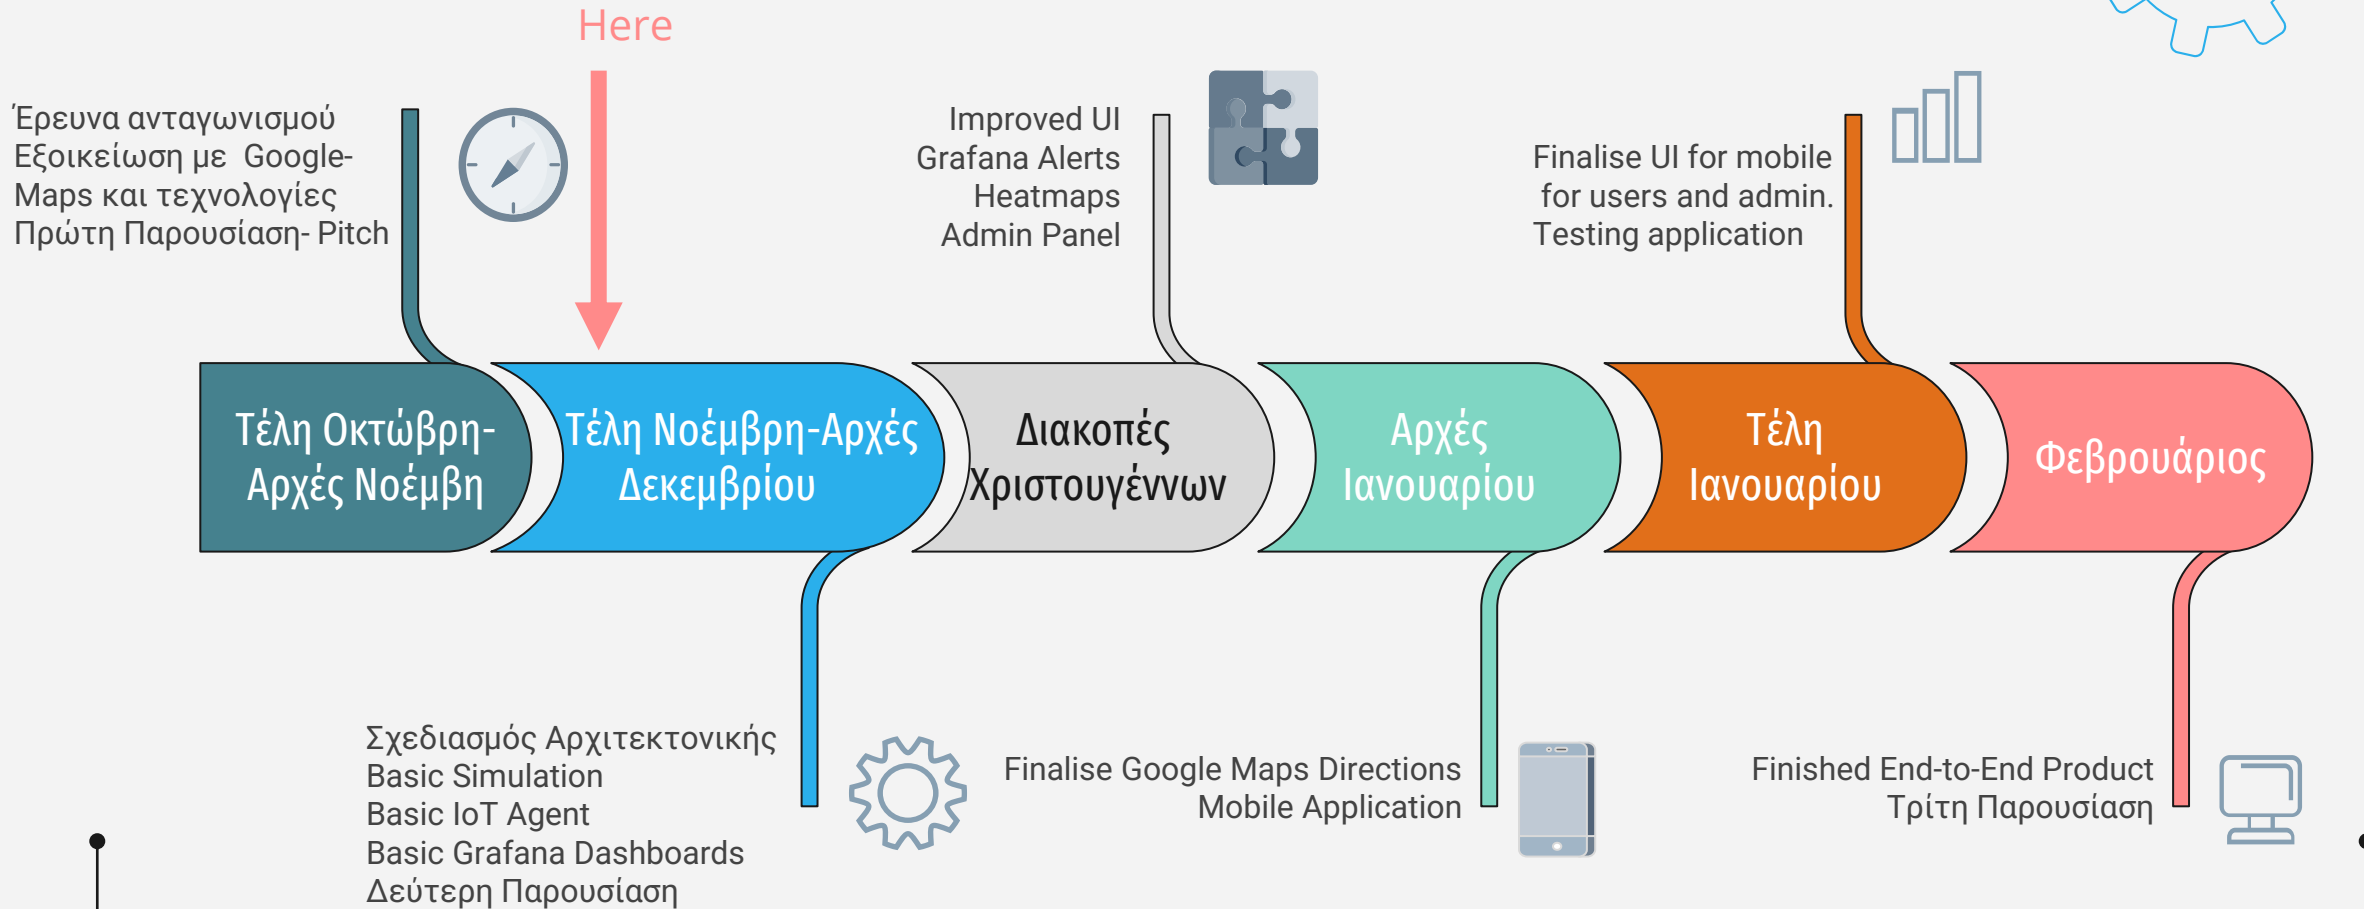 Here
Έρευνα ανταγωνισμού
Εξοικείωση με Google-
Maps και τεχνολογίες
Πρώτη Παρουσίαση- Pitch
Improved UI
Grafana Alerts
Heatmaps
Admin Panel
Finalise UI for mobile
for users and admin.
Testing application
Τέλη Οκτώβρη-
Αρχές Νοέμβη
Τέλη Νοέμβρη-Αρχές
Δεκεμβρίου
Διακοπές
Χριστουγέννων
Αρχές
Ιανουαρίου
Τέλη
Ιανουαρίου
Φεβρουάριος
Σχεδιασμός Αρχιτεκτονικής
Basic Simulation
Basic IoT Agent
Basic Grafana Dashboards
Δεύτερη Παρουσίαση
Finalise Google Maps Directions
Mobile Application
Finished End-to-End Product
Τρίτη Παρουσίαση